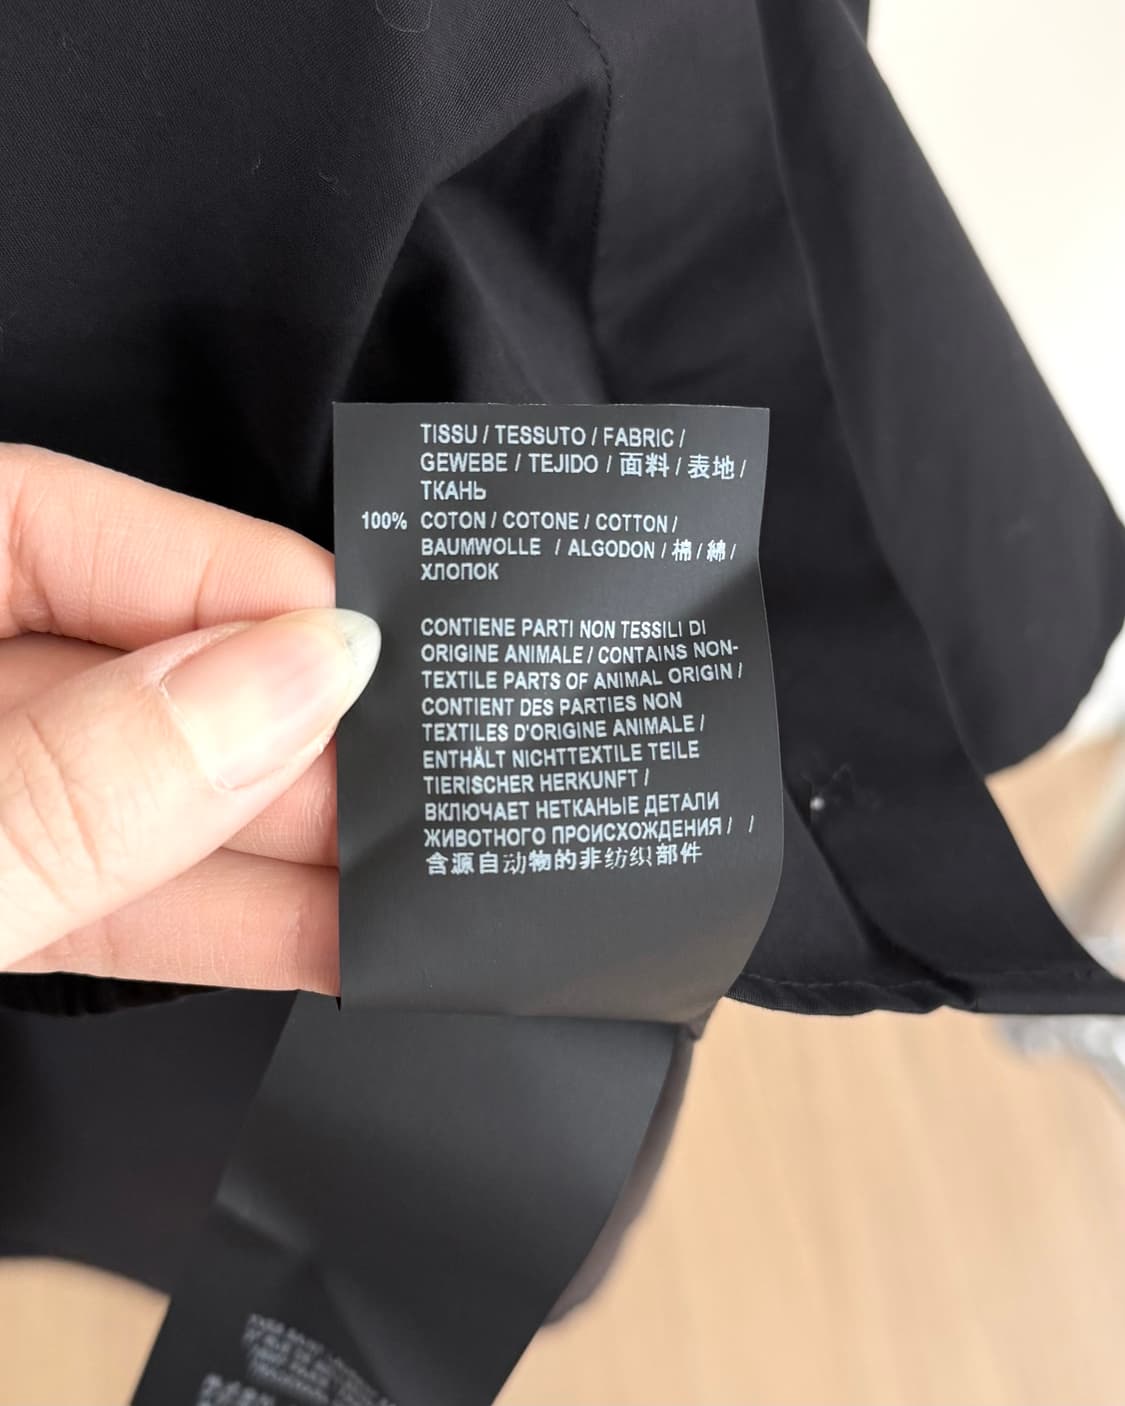 TISSU / TESSUTO / FABRIC /
GEWEBE / TEJIDO / 面料 / 表地 /
ТКАНЬ
100% COTON / COTONE / COTTON /
BAUMWOLLE / ALGODON / 棉 / 綿 /
ХЛОПОК
CONTIENE PARTI NON TESSILI DI
ORIGINE ANIMALE / CONTAINS NON-
TEXTILE PARTS OF ANIMAL ORIGIN /
CONTIENT DES PARTIES NON
TEXTILES D'ORIGINE ANIMALE /
ENTHÄLT NICHTTEXTILE TEILE
TIERISCHER HERKUNFT /
ВКЛЮЧАЕТ НЕТКАНЫЕ ДЕТАЛИ
ЖИВОТНОГО ПРОИСХОЖДЕНИЯ / /
含源自动物的非纺织部件